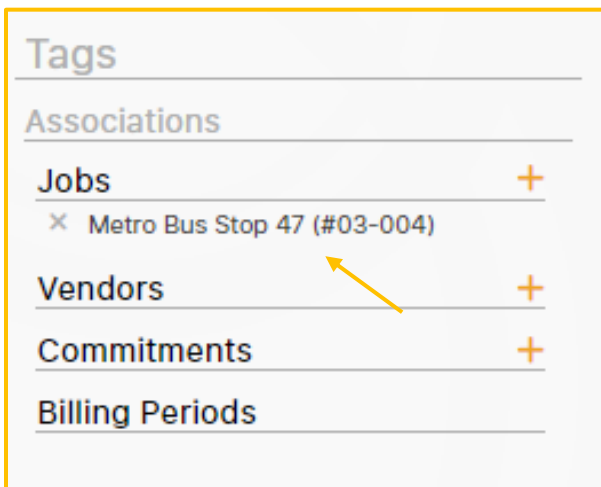 Tags
Associations
Jobs +
× Metro Bus Stop 47 (#03-004)
Vendors +
Commitments +
Billing Periods